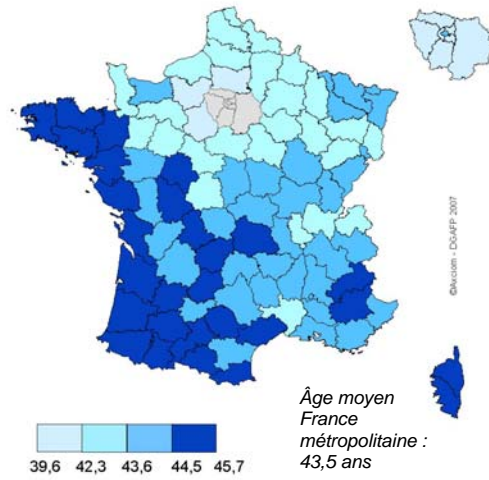 ©Axciom - DGAFP 2007
Âge moyen
France
métropolitaine :
43,5 ans
39,6 42,3 43,6 44,5 45,7